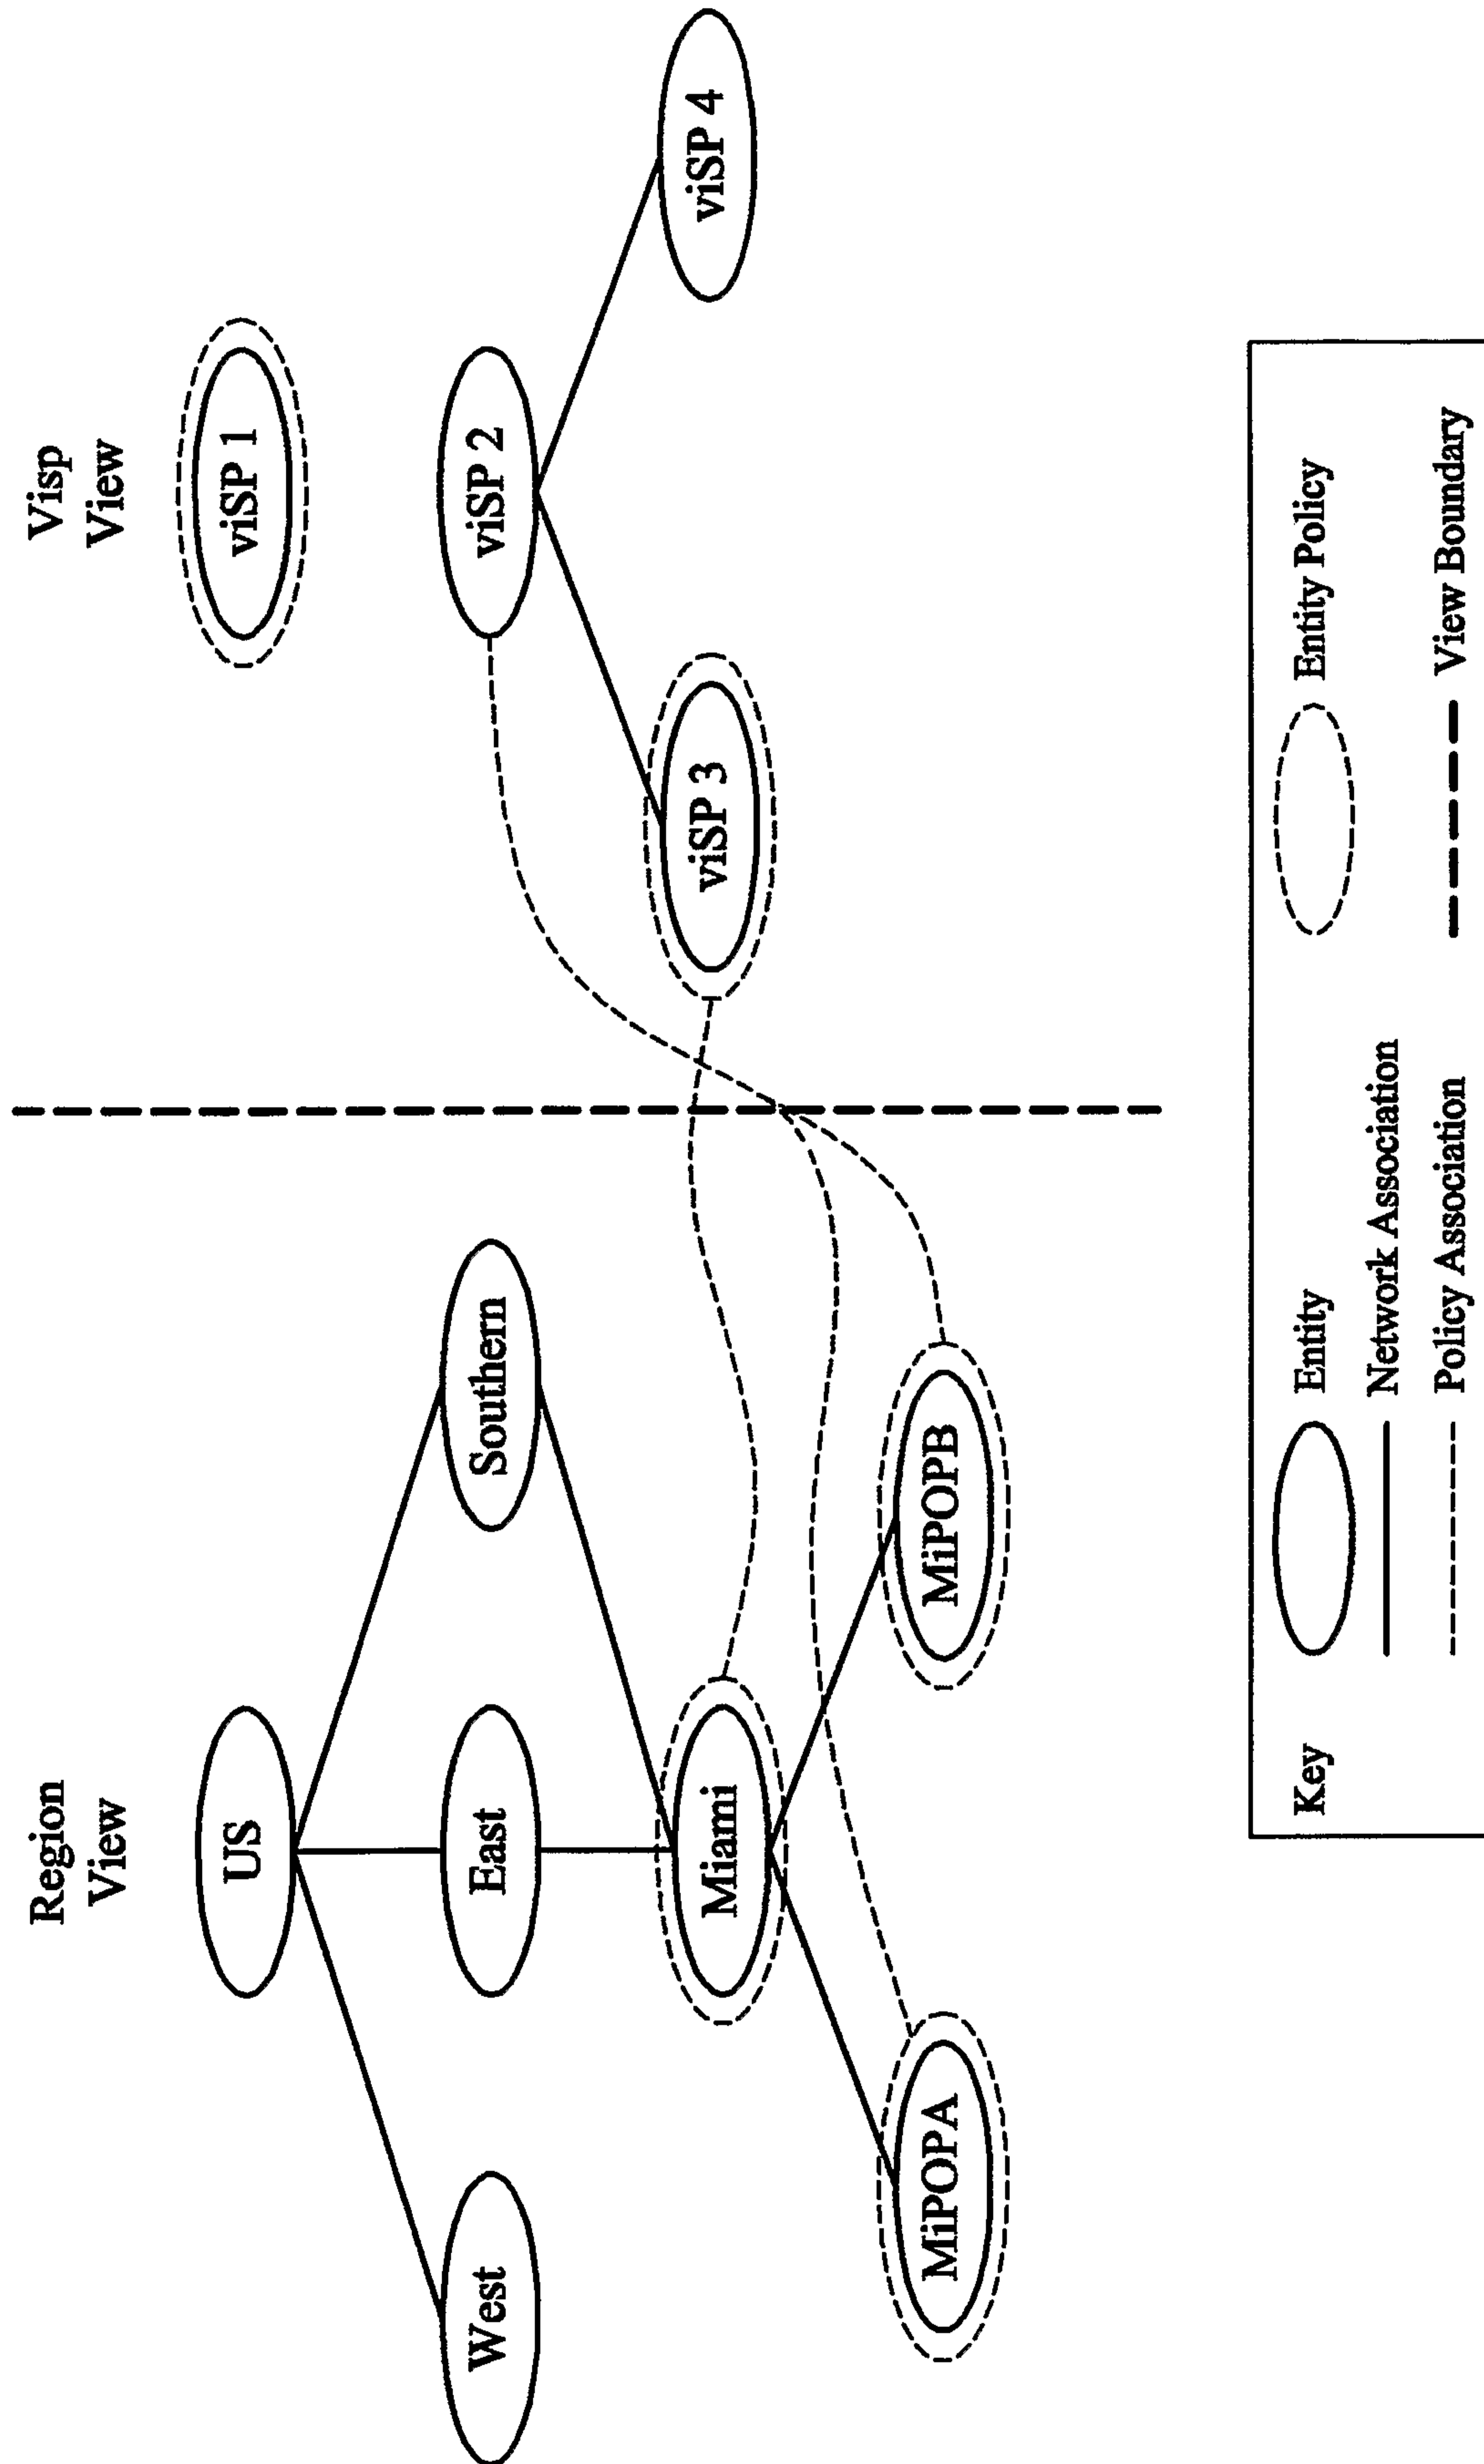 Region
View
Visp
View
US
viSP 1
West
East
Southern
viSP 2
Miami
viSP 3
viSP 4
MiPOPA
MiPOPB
Key
Entity
Entity Policy
Network Association
Policy Association
View Boundary